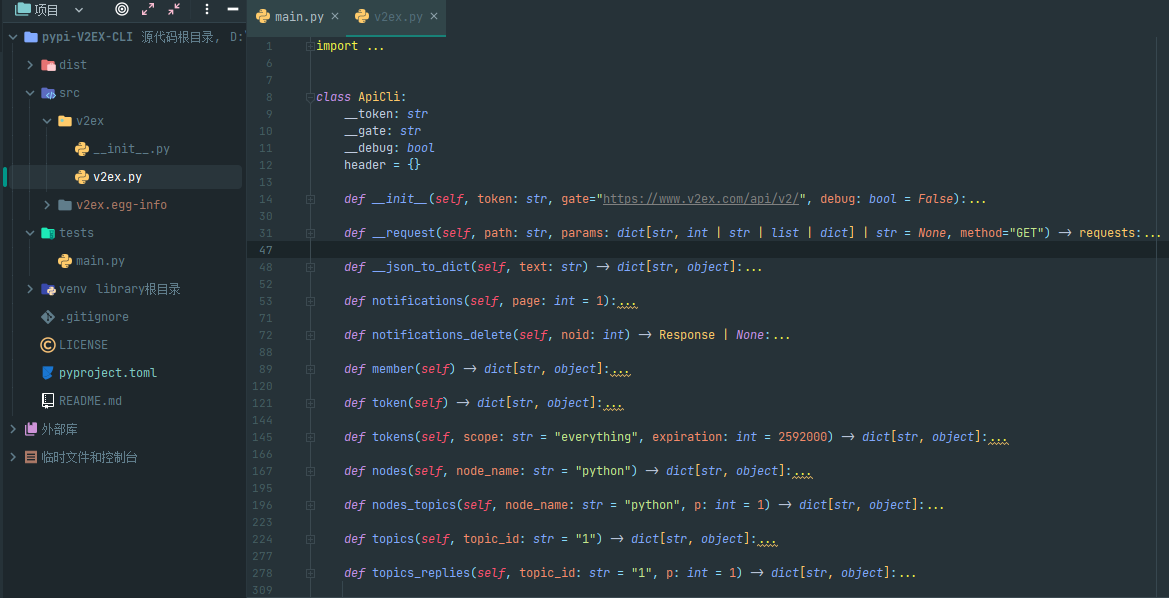 项目
pypi-V2EX-CLI 源代码根目录, D:
dist
src
v2ex
__init__.py
v2ex.py
v2ex.egg-info
tests
main.py
venv library根目录
.gitignore
LICENSE
pyproject.toml
README.md
外部库
临时文件和控制台
main.py × v2ex.py ×
1 import ...
6
7
8 class ApiCli:
9 __token: str
10 __gate: str
11 __debug: bool
12 header = {}
13
14 def __init__(self, token: str, gate="https://www.v2ex.com/api/v2/", debug: bool = False):...
30
31 def __request(self, path: str, params: dict[str, int | str | list | dict] | str = None, method="GET") → requests:...
47
48 def __json_to_dict(self, text: str) → dict[str, object]:...
52
53 def notifications(self, page: int = 1):...
71
72 def notifications_delete(self, noid: int) → Response | None:...
88
89 def member(self) → dict[str, object]:...
120
121 def token(self) → dict[str, object]:...
144
145 def tokens(self, scope: str = "everything", expiration: int = 2592000) → dict[str, object]:...
166
167 def nodes(self, node_name: str = "python") → dict[str, object]:...
195
196 def nodes_topics(self, node_name: str = "python", p: int = 1) → dict[str, object]:...
223
224 def topics(self, topic_id: str = "1") → dict[str, object]:...
277
278 def topics_replies(self, topic_id: str = "1", p: int = 1) → dict[str, object]:...
309